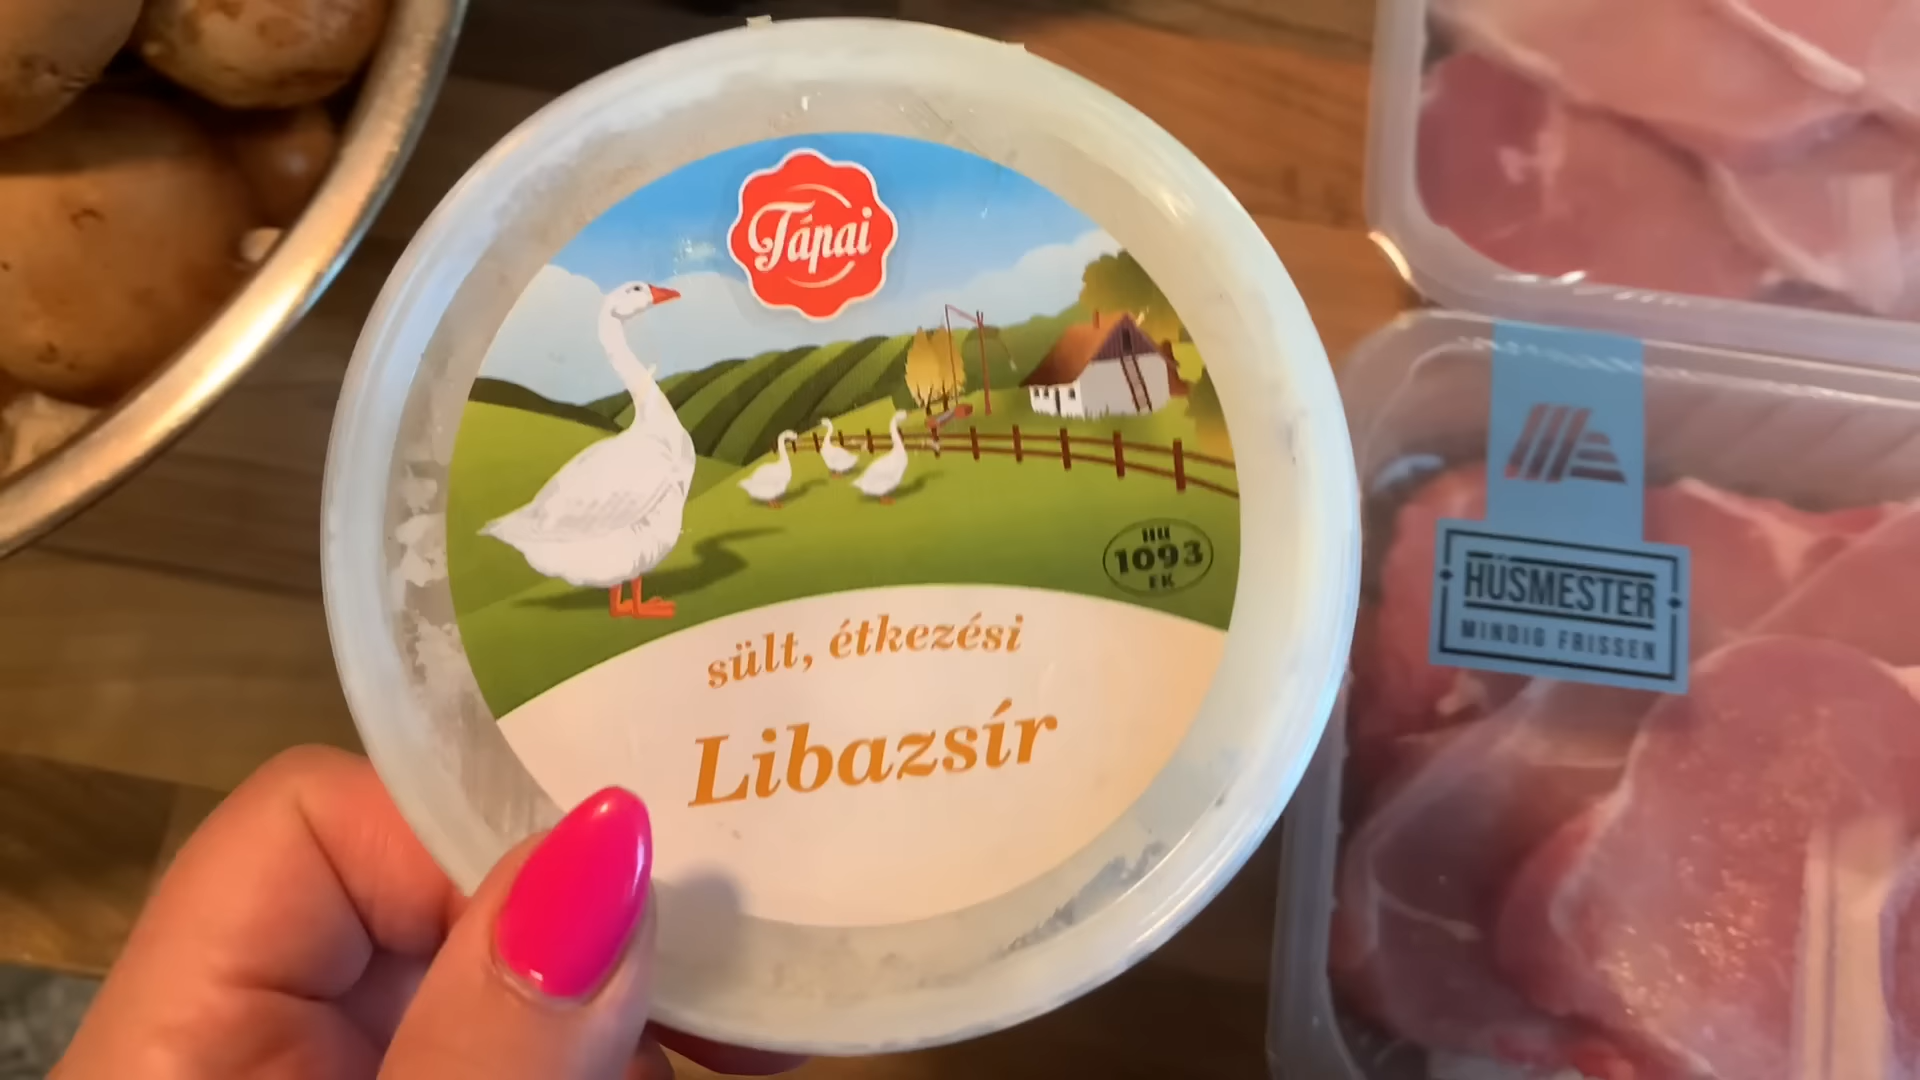 Tápai
HU
1093
EK
sült, étkezési
Libazsír
HÚSMESTER
MINDIG FRISSEN